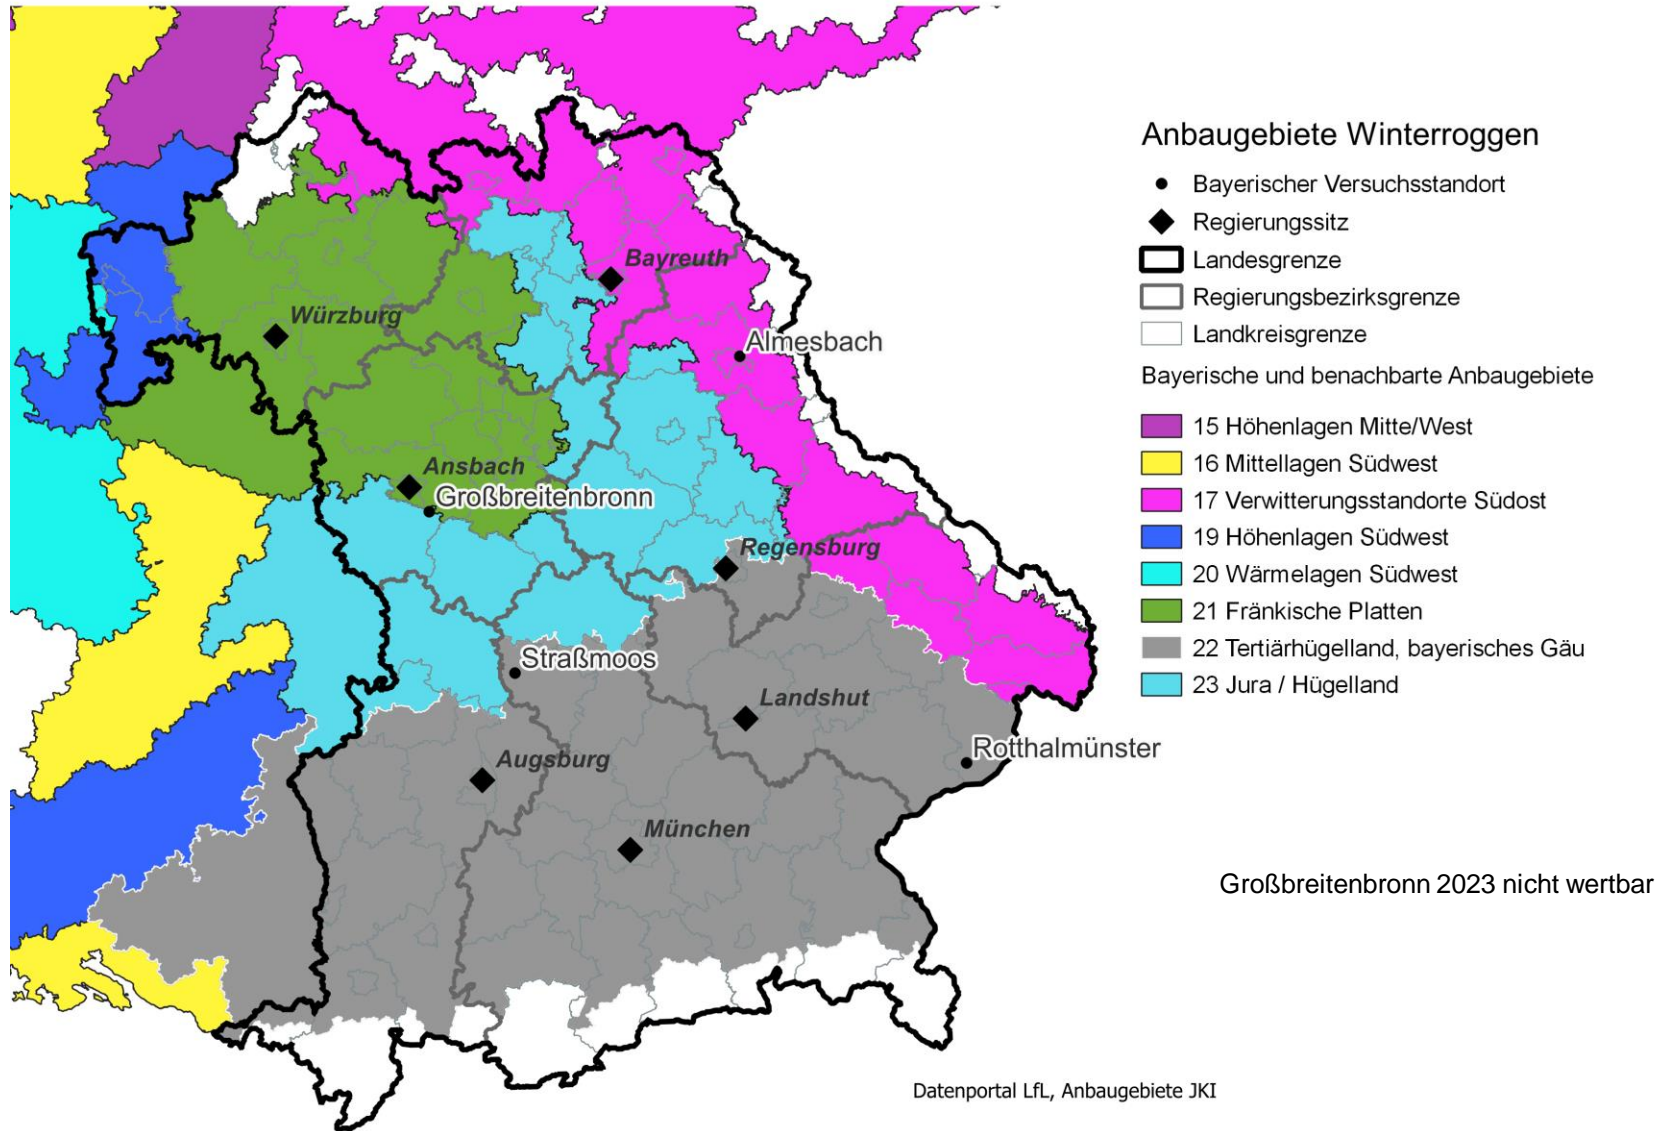 Anbaugebiete Winterroggen
Bayerischer Versuchsstandort
Regierungssitz
Landesgrenze
Regierungsbezirksgrenze
Landkreisgrenze
Bayerische und benachbarte Anbaugebiete
15 Höhenlagen Mitte/West
16 Mittellagen Südwest
17 Verwitterungsstandorte Südost
19 Höhenlagen Südwest
20 Wärmelagen Südwest
21 Fränkische Platten
22 Tertiärhügelland, bayerisches Gäu
23 Jura / Hügelland
Bayreuth
Würzburg
Almesbach
Ansbach
Großbreitenbronn
Regensburg
Straßmoos
Landshut
Rotthalmünster
Augsburg
München
Großbreitenbronn 2023 nicht wertbar
Datenportal LfL, Anbaugebiete JKI